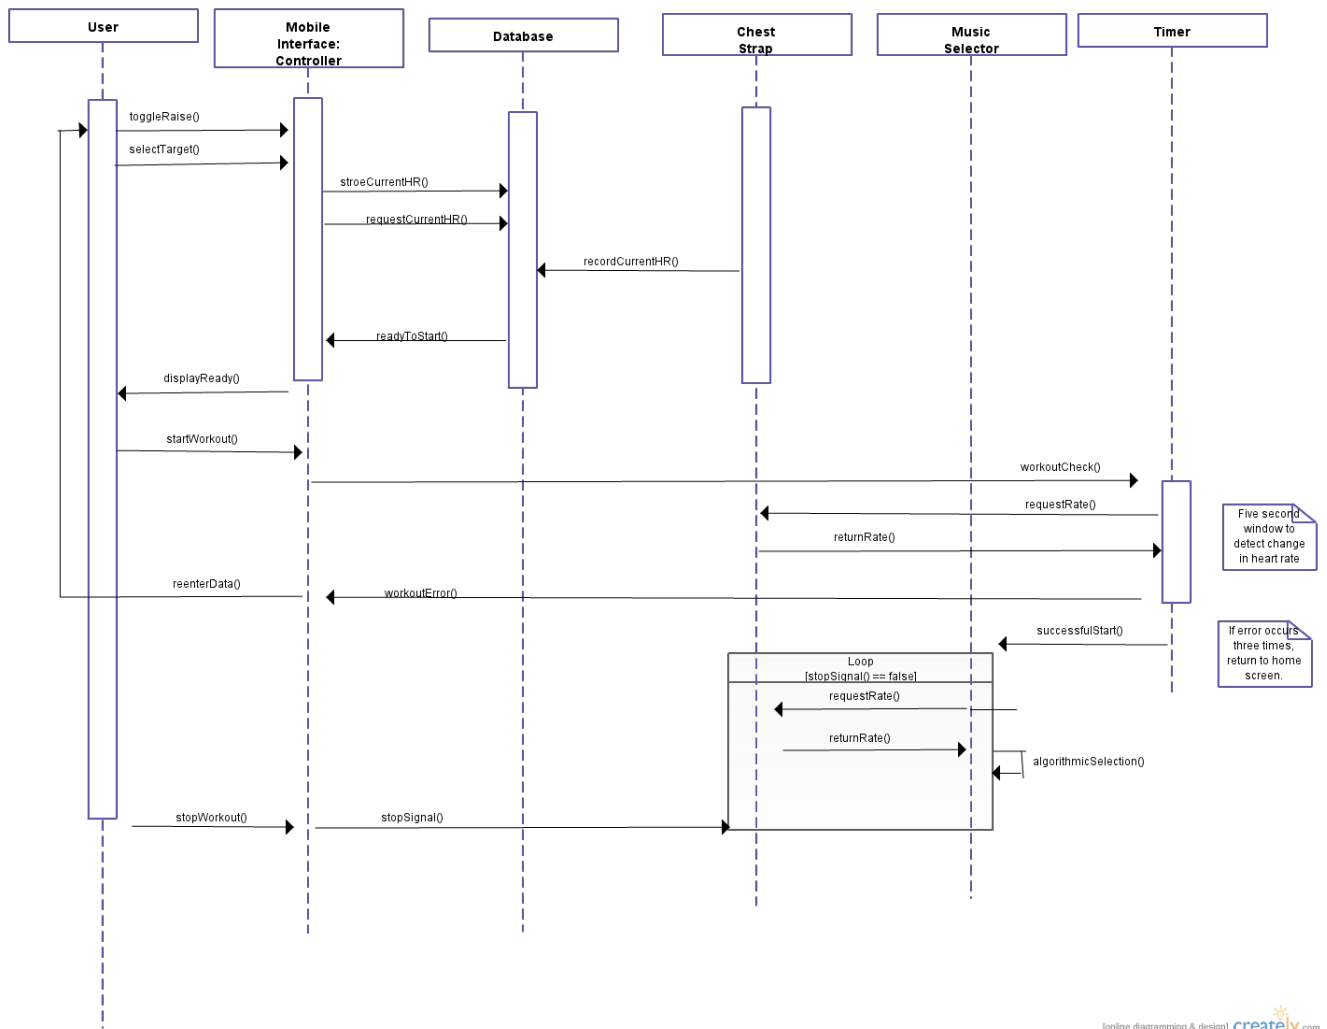 User
Mobile
Interface:
Controller
Database
Chest
Strap
Music
Selector
Timer
toggleRaise()
selectTarget()
stroeCurrentHR()
requestCurrentHR()
recordCurrentHR()
readyToStart()
displayReady()
startWorkout()
workoutCheck()
requestRate()
Five second
window to
detect change
in heart rate
returnRate()
reenterData()
workoutError()
successfulStart()
If error occurs
three times,
return to home
screen.
Loop
[stopSignal() == false]
requestRate()
returnRate()
algorithmicSelection()
stopWorkout()
stopSignal()
[online diagramming & design] creately.com